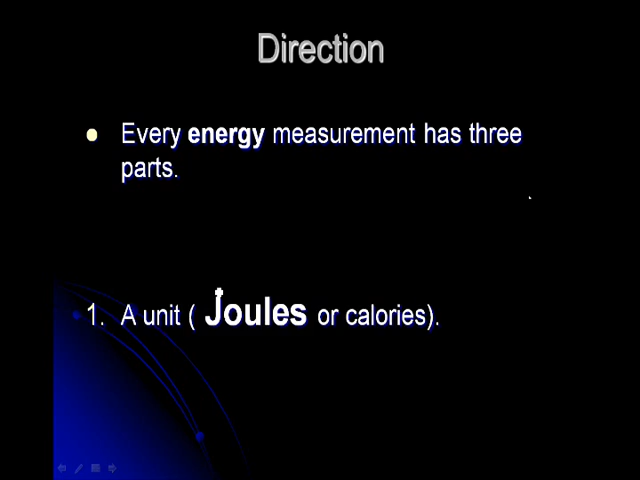 Direction
● Every energy measurement has three
parts.
1. A unit ( Joules or calories).